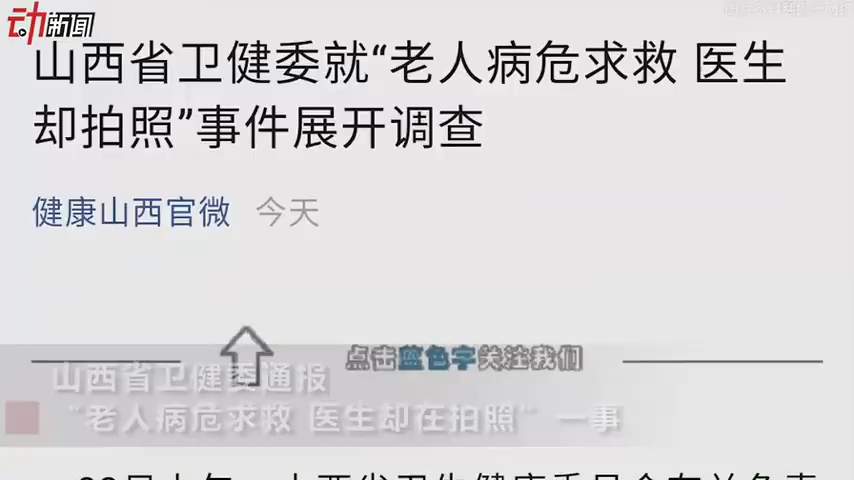 动新闻
山西省卫健委就“老人病危求救 医生
却拍照”事件展开调查
健康山西官微 今天
点击蓝色字关注我们
山西省卫健委通报
“老人病危求救 医生却在拍照” 一事